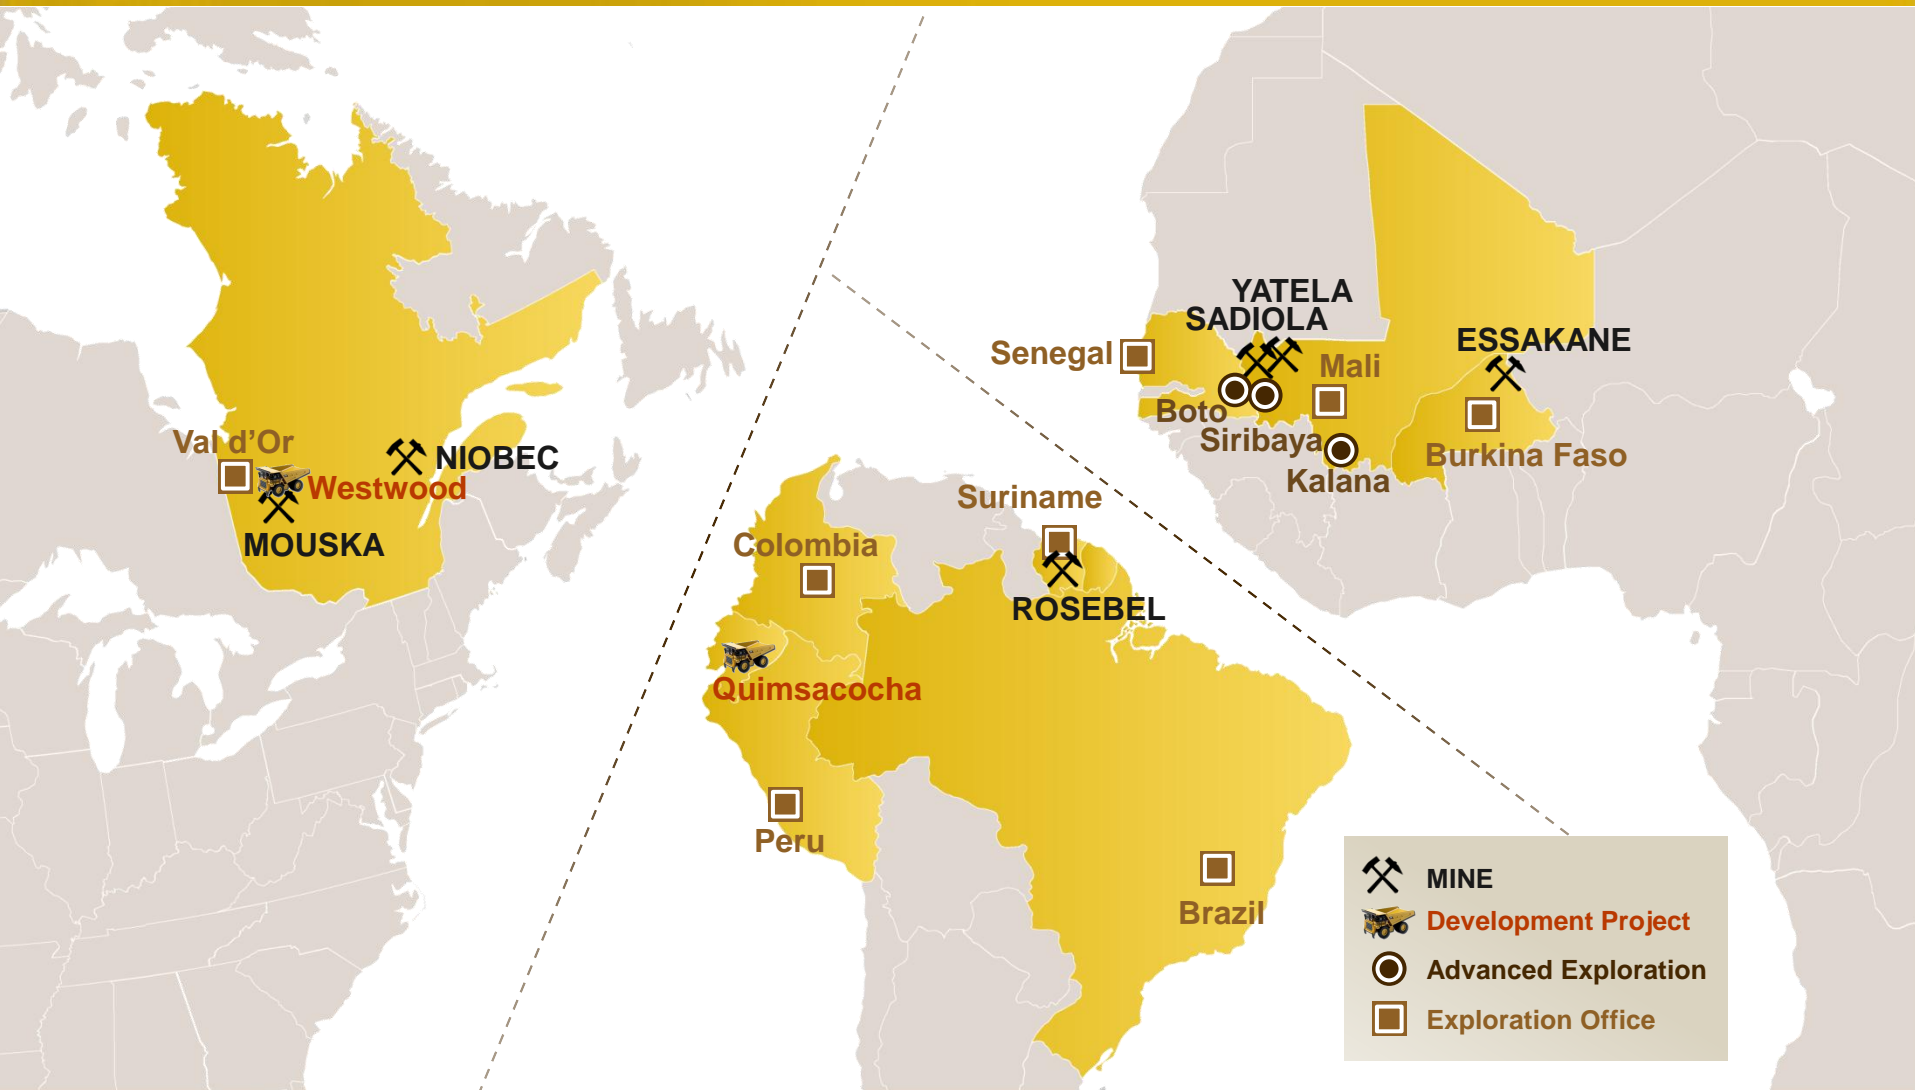 Val d’Or
NIOBEC
Westwood
MOUSKA
Colombia
Suriname
ROSEBEL
Quimsacocha
Peru
Brazil
YATELA
SADIOLA
Senegal
Mali
ESSAKANE
Boto
Siribaya
Kalana
Burkina Faso
MINE
Development Project
Advanced Exploration
Exploration Office